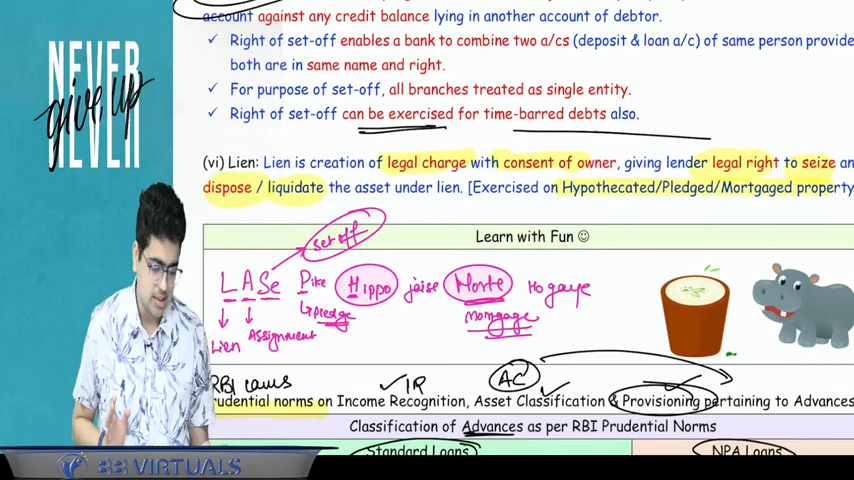 NEVER
give up
NEVER
account against any credit balance lying in another account of debtor.
✓ Right of set-off enables a bank to combine two a/cs (deposit & loan a/c) of same person provide
both are in same name and right.
✓ For purpose of set-off, all branches treated as single entity.
✓ Right of set-off can be exercised for time-barred debts also.
(vi) Lien: Lien is creation of legal charge with consent of owner, giving lender legal right to seize an
dispose / liquidate the asset under lien. [Exercised on Hypothecated/Pledged/Mortgaged property
Learn with Fun ☺
set off
LASe Pike Hippo jaise Morte Ho gaye
Lien
Assignment
Pledge
mortgage
RBI
IR
AC
rudential norms on Income Recognition, Asset Classification & Provisioning pertaining to Advances
Classification of Advances as per RBI Prudential Norms
Standard Loans
NPA Loans
BB VIRTUALS